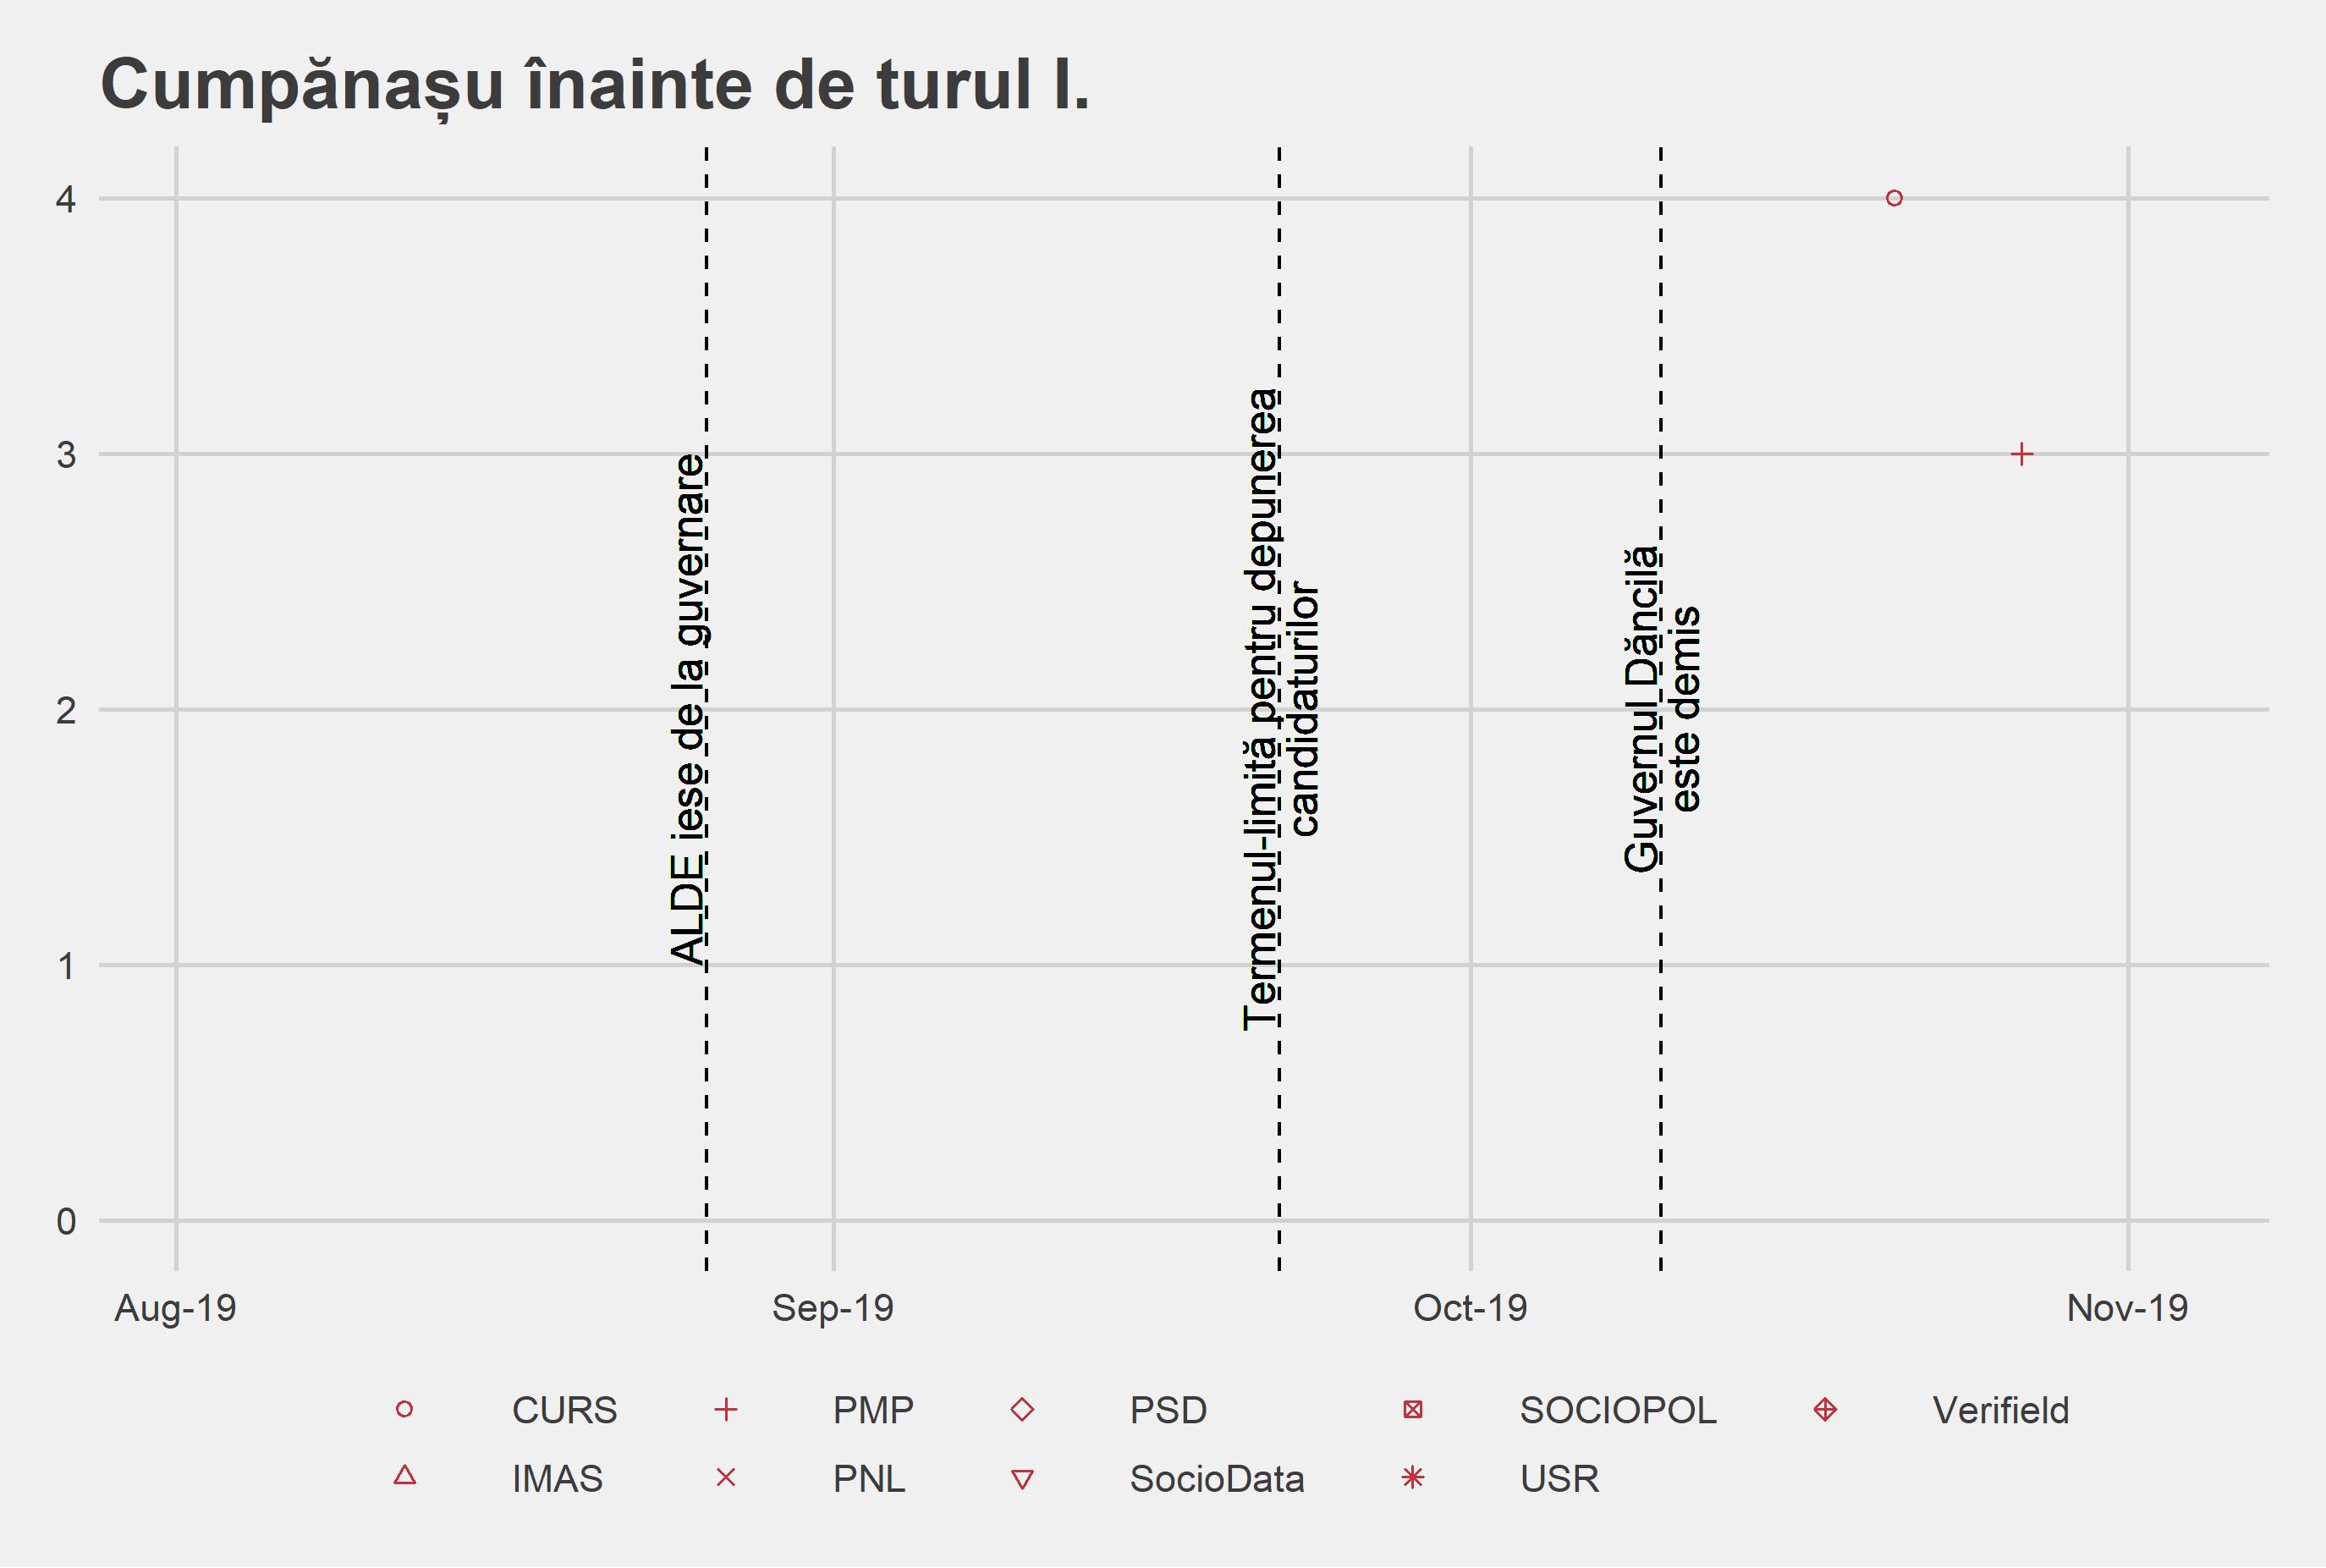 Cumpănașu înainte de turul I.
4
3
2
1
0
ALDE iese de la guvernare
Termenul-limită pentru depunerea
candidaturilor
Guvernul Dăncilă
este demis
Aug-19
Sep-19
Oct-19
Nov-19
CURS
PMP
PSD
SOCIOPOL
Verifield
IMAS
PNL
SocioData
USR